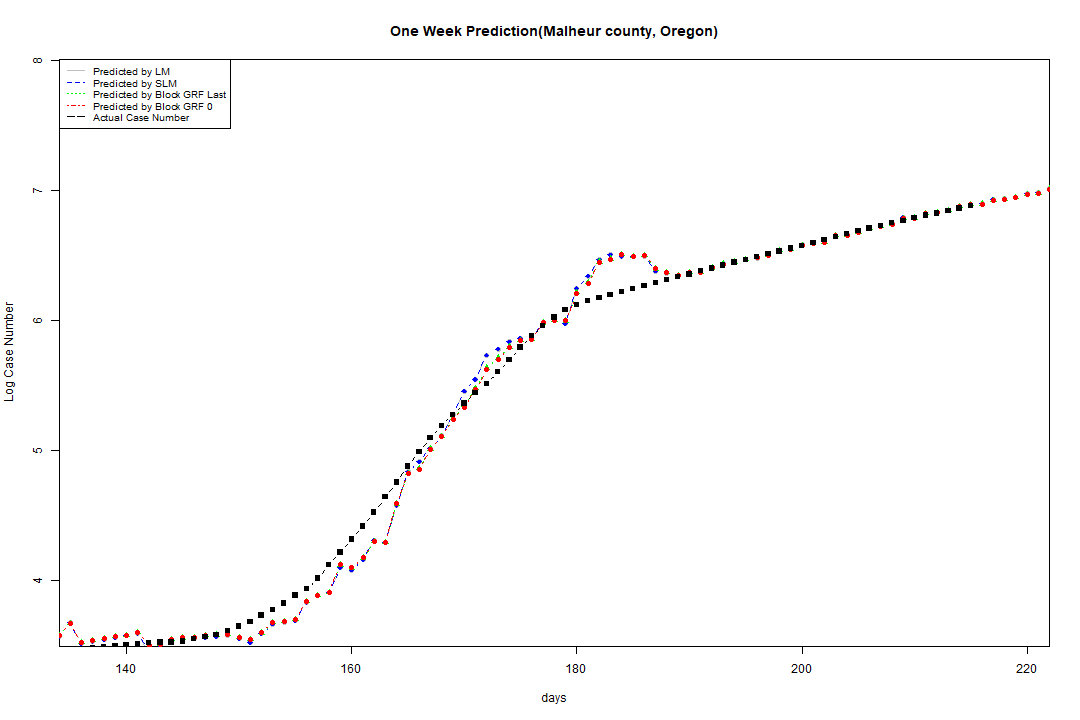 One Week Prediction(Malheur county, Oregon)
8
Predicted by LM
Predicted by SLM
Predicted by Block GRF Last
Predicted by Block GRF 0
Actual Case Number
7
6
5
4
Log Case Number
140 160 180 200 220
days